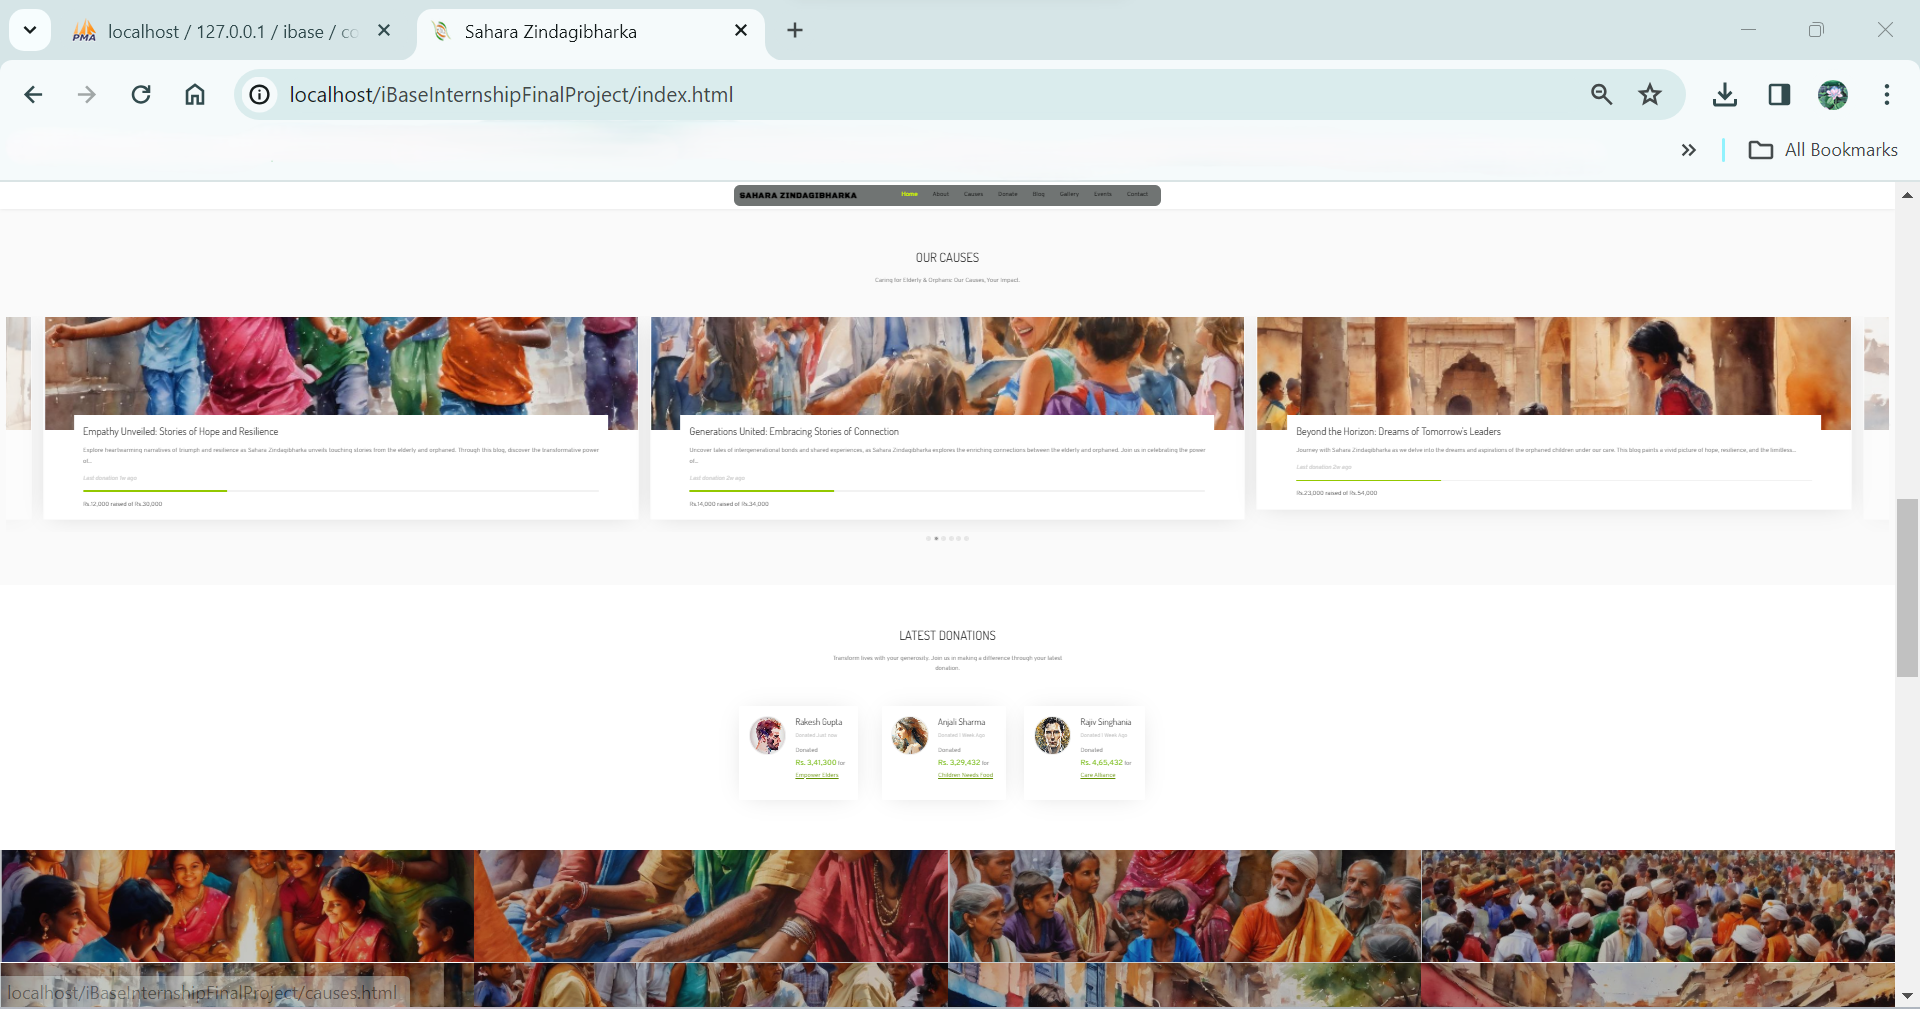 localhost / 127.0.0.1 / ibase / co
Sahara Zindagibharka
localhost/iBaseInternshipFinalProject/index.html
All Bookmarks
SAHARA ZINDAGIBHARKA Home About Causes Donate Blog Gallery Events Contact
OUR CAUSES
Caring for Elderly & Orphans: Our Causes, Your Impact.
Empathy Unveiled: Stories of Hope and Resilience
Explore heartwarming narratives of triumph and resilience as Sahara Zindagibharka unveils touching stories from the elderly and orphaned. Through this blog, discover the transformative power
of...
Last donation 1w ago
Rs.12,000 raised of Rs.30,000
Generations United: Embracing Stories of Connection
Uncover tales of intergenerational bonds and shared experiences, as Sahara Zindagibharka explores the enriching connections between the elderly and orphaned. Join us in celebrating the power
of...
Last donation 2w ago
Rs.14,000 raised of Rs.34,000
Beyond the Horizon: Dreams of Tomorrow's Leaders
Journey with Sahara Zindagibharka as we delve into the dreams and aspirations of the orphaned children under our care. This blog paints a vivid picture of hope, resilience, and the limitless...
Last donation 2w ago
Rs.23,000 raised of Rs.54,000
LATEST DONATIONS
Transform lives with your generosity. Join us in making a difference through your latest
donation.
Rakesh Gupta
Donated Just now
Donated
Rs. 3,41,300 for
Empower Elders
Anjali Sharma
Donated 1 Week Ago
Donated
Rs. 3,29,432 for
Children Needs Food
Rajiv Singhania
Donated 1 Week Ago
Donated
Rs. 4,65,432 for
Care Alliance
localhost/iBaseInternshipFinalProject/causes.html